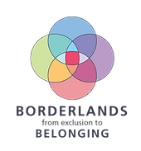 BORDERLANDS
from exclusion to
BELONGING